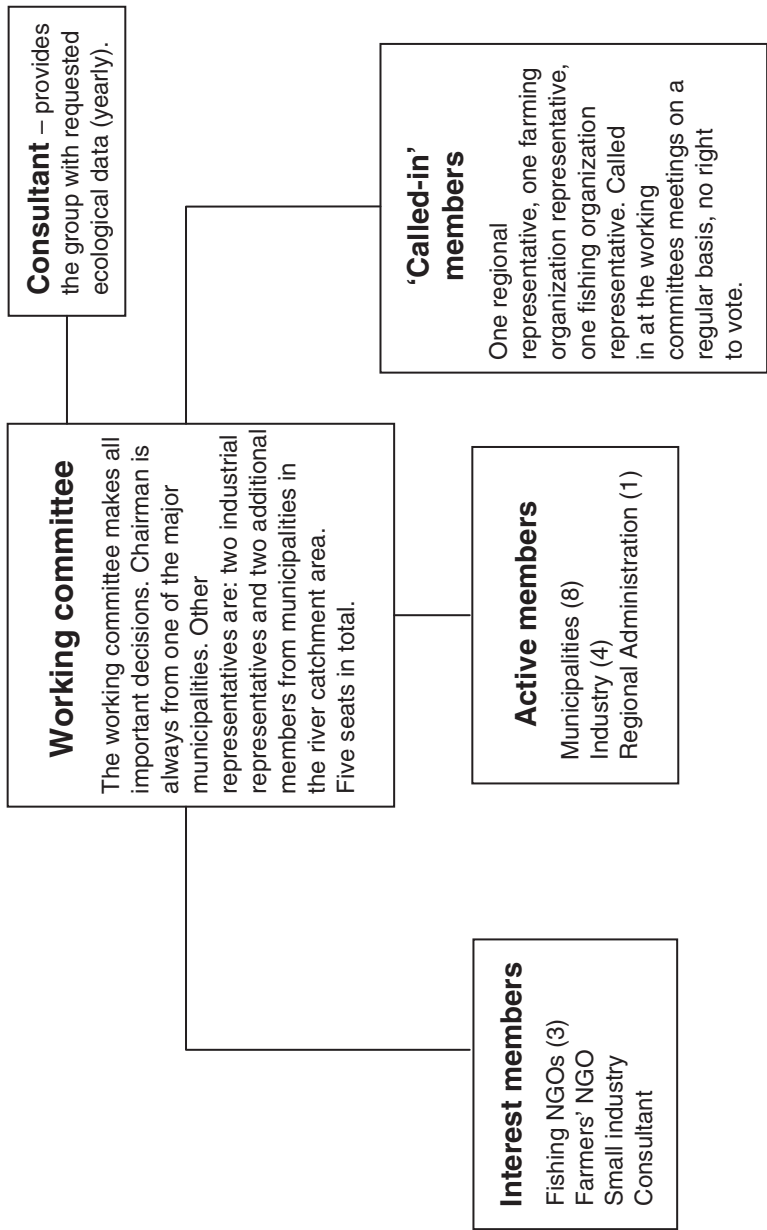 Consultant – provides
the group with requested
ecological data (yearly).
Working committee
The working committee makes all
important decisions. Chairman is
always from one of the major
municipalities. Other
representatives are: two industrial
representatives and two additional
members from municipalities in
the river catchment area.
Five seats in total.
Interest members
Fishing NGOs (3)
Farmers’ NGO
Small industry
Consultant
Active members
Municipalities (8)
Industry (4)
Regional Administration (1)
‘Called-in’
members
One regional
representative, one farming
organization representative,
one fishing organization
representative. Called
in at the working
committees meetings on a
regular basis, no right
to vote.